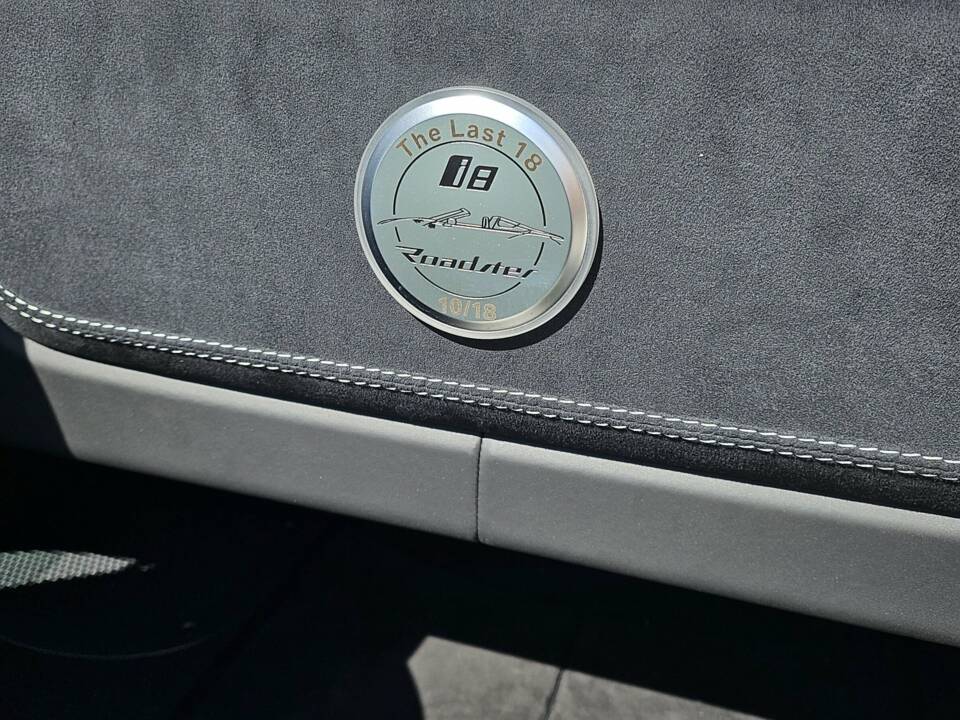 The Last 18
i8
Roadster
10/18